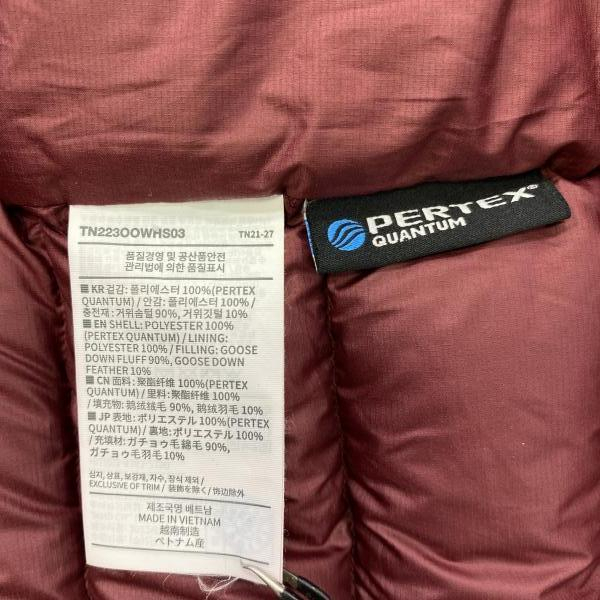 TN2230OWHS03 TN21-27
품질경영 및 공산품안전
관리법에 의한 품질표시
■ KR 겉감: 폴리에스터 100%(PERTEX
QUANTUM) / 안감: 폴리에스터 100% /
충전재 : 거위솜털 90%, 거위깃털 10%
■ EN SHELL: POLYESTER 100%
(PERTEX QUANTUM) / LINING:
POLYESTER 100% / FILLING: GOOSE
DOWN FLUFF 90%, GOOSE DOWN
FEATHER 10%
■ CN 面料: 聚酯纤维 100%(PERTEX
QUANTUM) / 里料: 聚酯纤维 100%
/ 填充物: 鹅绒绒毛 90%, 鹅绒羽毛 10%
■ JP 表地: ポリエステル 100%(PERTEX
QUANTUM) / 裏地: ポリエステル 100%
/ 充填材: ガチョウ毛綿毛 90%,
ガチョウ毛羽毛 10%
심지, 상표, 보강재, 자수, 장식 제외 /
EXCLUSIVE OF TRIM / 装飾を除く / 饰边除外
제조국명 베트남
MADE IN VIETNAM
越南制造
ベトナム産
PERTEX®
QUANTUM